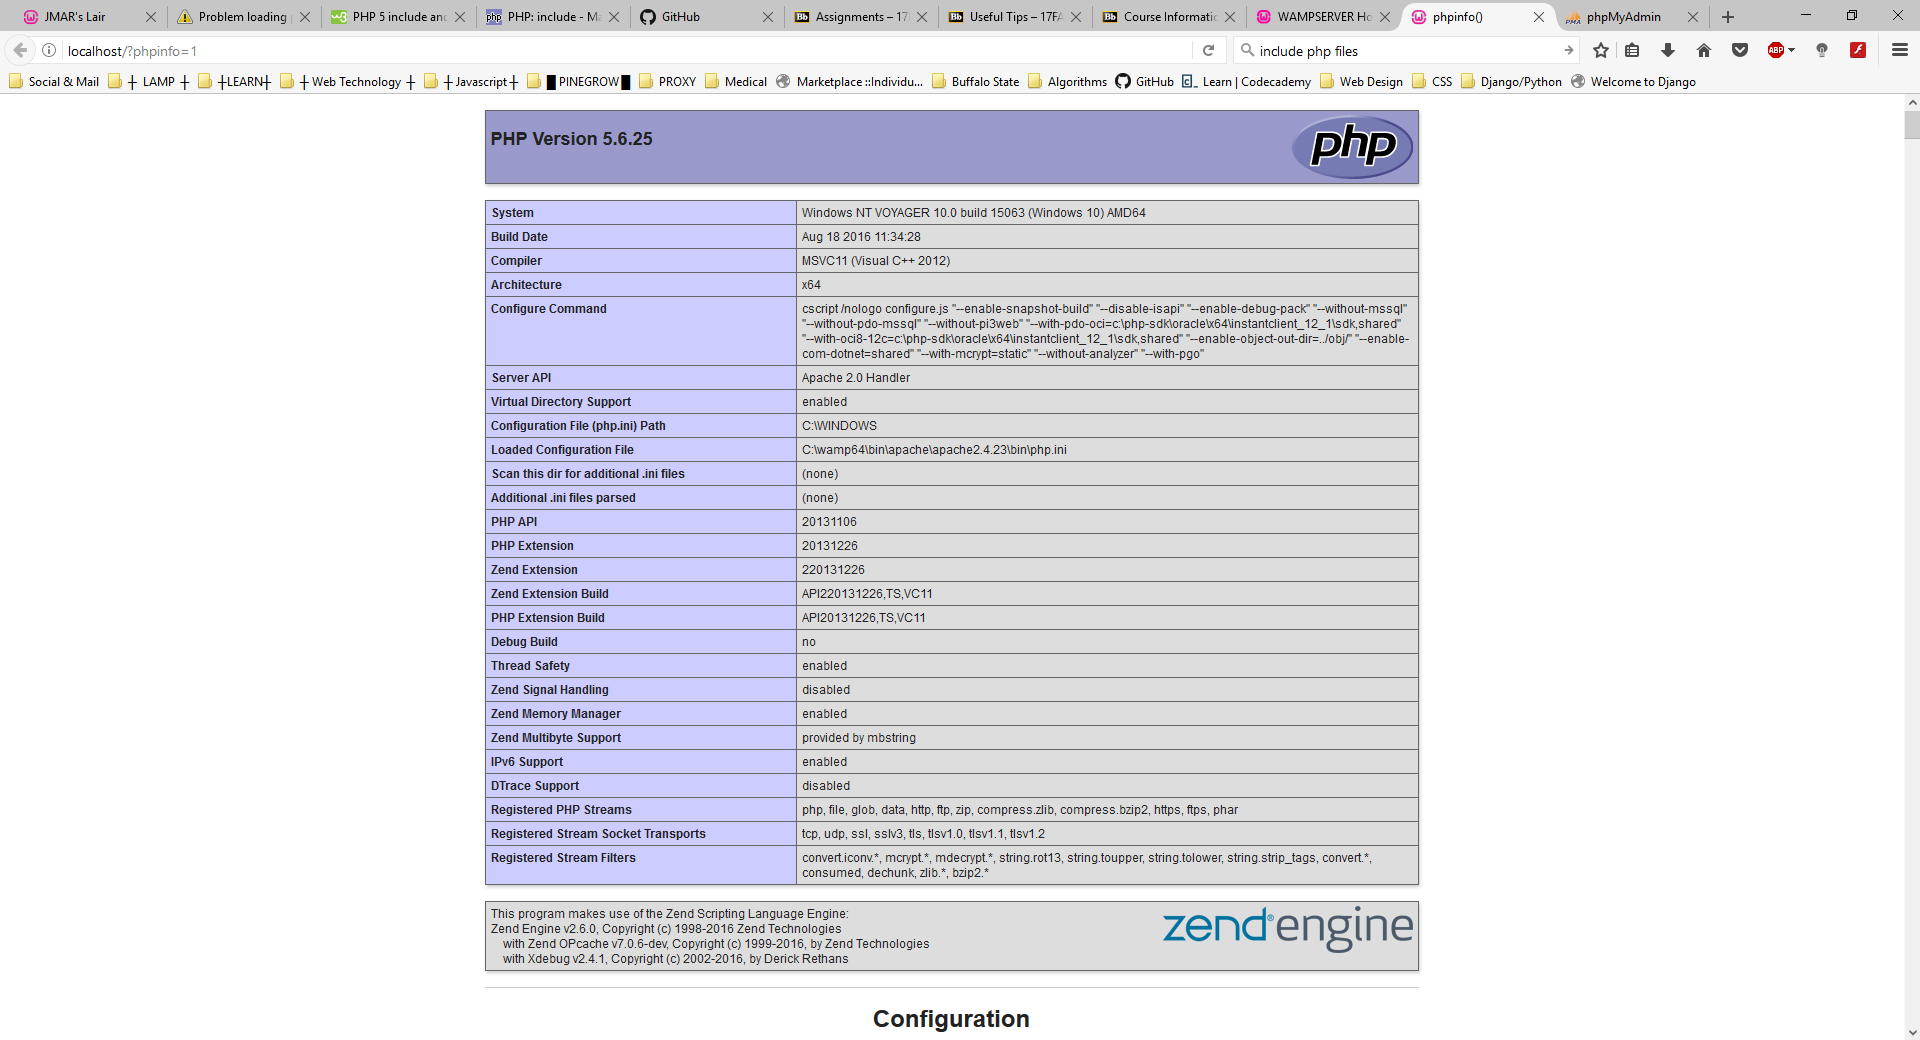 JMAR's Lair
Problem loading
PHP 5 include and
PHP: include - Ma
GitHub
Assignments – 17
Useful Tips – 17FA
Course Informatic
WAMPSERVER Ho
phpinfo()
phpMyAdmin
localhost/?phpinfo=1
include php files
ABP
Social & Mail
╂ LAMP ╂
╂LEARN╂
╂ Web Technology ╂
╂ Javascript ╂
█ PINEGROW █
PROXY
Medical
Marketplace ::Individu...
Buffalo State
Algorithms
GitHub
Learn | Codecademy
Web Design
CSS
Django/Python
Welcome to Django
PHP Version 5.6.25
php
System Windows NT VOYAGER 10.0 build 15063 (Windows 10) AMD64
Build Date Aug 18 2016 11:34:28
Compiler MSVC11 (Visual C++ 2012)
Architecture x64
Configure Command cscript /nologo configure.js "--enable-snapshot-build" "--disable-isapi" "--enable-debug-pack" "--without-mssql"
"--without-pdo-mssql" "--without-pi3web" "--with-pdo-oci=c:\php-sdk\oracle\x64\instantclient_12_1\sdk,shared"
"--with-oci8-12c=c:\php-sdk\oracle\x64\instantclient_12_1\sdk,shared" "--enable-object-out-dir=../obj/" "--enable-
com-dotnet=shared" "--with-mcrypt=static" "--without-analyzer" "--with-pgo"
Server API Apache 2.0 Handler
Virtual Directory Support enabled
Configuration File (php.ini) Path C:\WINDOWS
Loaded Configuration File C:\wamp64\bin\apache\apache2.4.23\bin\php.ini
Scan this dir for additional .ini files (none)
Additional .ini files parsed (none)
PHP API 20131106
PHP Extension 20131226
Zend Extension 220131226
Zend Extension Build API220131226,TS,VC11
PHP Extension Build API20131226,TS,VC11
Debug Build no
Thread Safety enabled
Zend Signal Handling disabled
Zend Memory Manager enabled
Zend Multibyte Support provided by mbstring
IPv6 Support enabled
DTrace Support disabled
Registered PHP Streams php, file, glob, data, http, ftp, zip, compress.zlib, compress.bzip2, https, ftps, phar
Registered Stream Socket Transports tcp, udp, ssl, sslv3, tls, tlsv1.0, tlsv1.1, tlsv1.2
Registered Stream Filters convert.iconv.*, mcrypt.*, mdecrypt.*, string.rot13, string.toupper, string.tolower, string.strip_tags, convert.*,
consumed, dechunk, zlib.*, bzip2.*
This program makes use of the Zend Scripting Language Engine:
Zend Engine v2.6.0, Copyright (c) 1998-2016 Zend Technologies
with Zend OPcache v7.0.6-dev, Copyright (c) 1999-2016, by Zend Technologies
with Xdebug v2.4.1, Copyright (c) 2002-2016, by Derick Rethans
zend®engine
Configuration